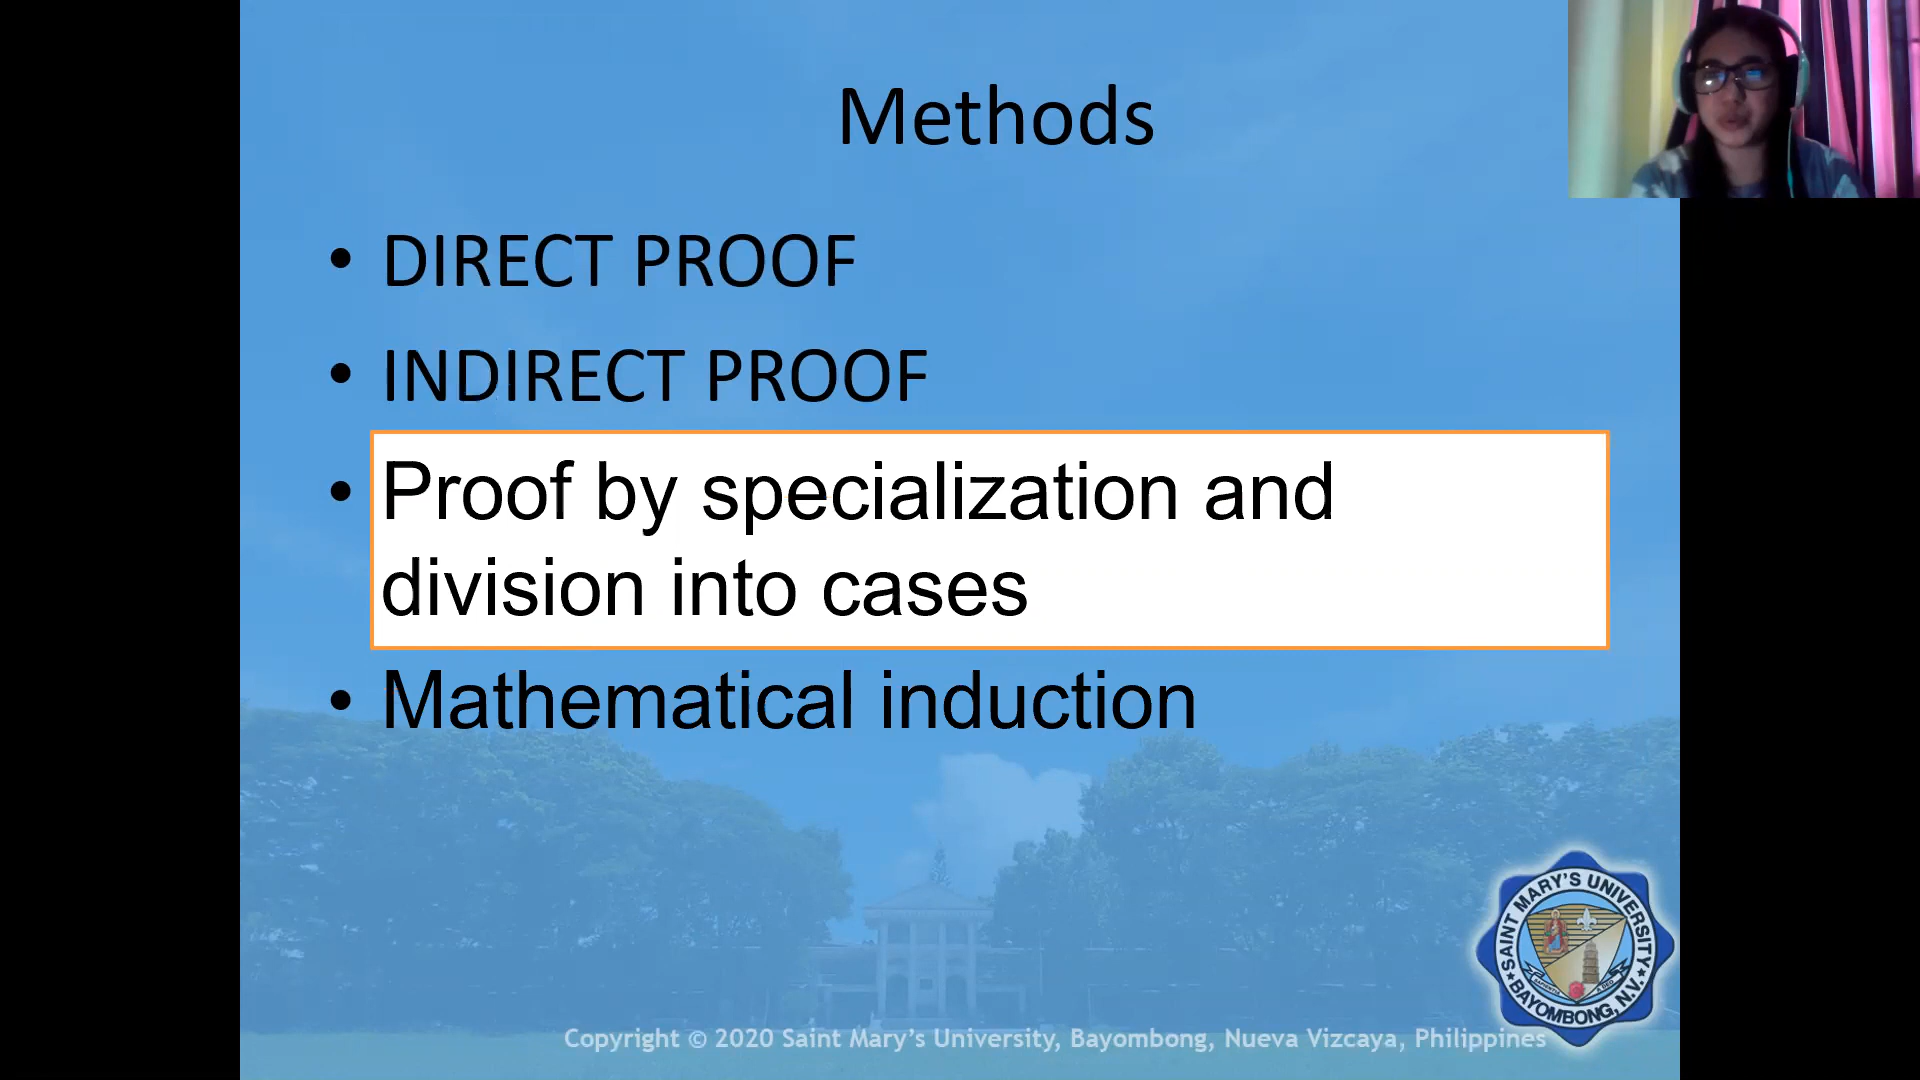 Methods
• DIRECT PROOF
• INDIRECT PROOF
• Proof by specialization and
division into cases
• Mathematical induction
SAINT MARY'S UNIVERSITY
BAYOMBONG, N.V.
Copyright © 2020 Saint Mary's University, Bayombong, Nueva Vizcaya, Philippines